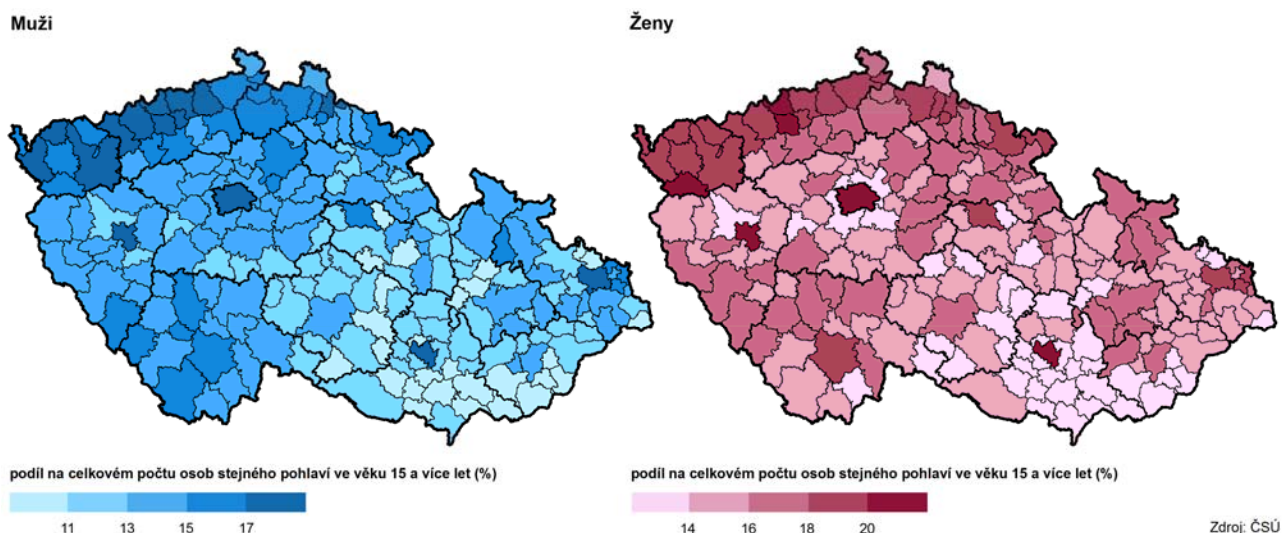 Muži
Ženy
podíl na celkovém počtu osob stejného pohlaví ve věku 15 a více let (%)
11 13 15 17
podíl na celkovém počtu osob stejného pohlaví ve věku 15 a více let (%)
14 16 18 20
Zdroj: ČSÚ